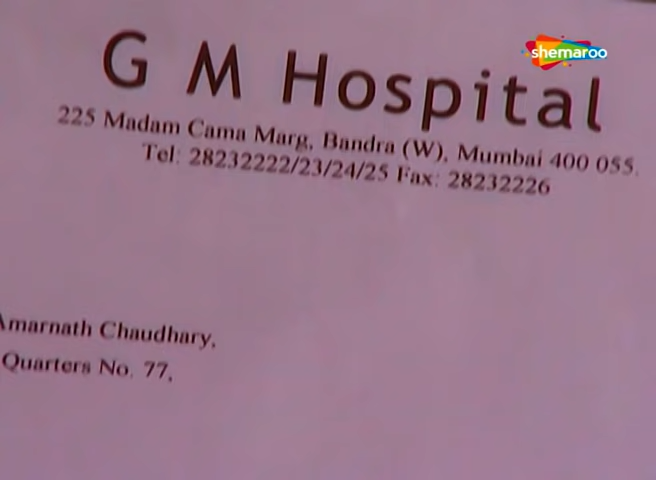 shemaroo
G M Hospital
225 Madam Cama Marg, Bandra (W), Mumbai 400 055.
Tel: 28232222/23/24/25 Fax: 28232226
Amarnath Chaudhary,
Quarters No. 77,